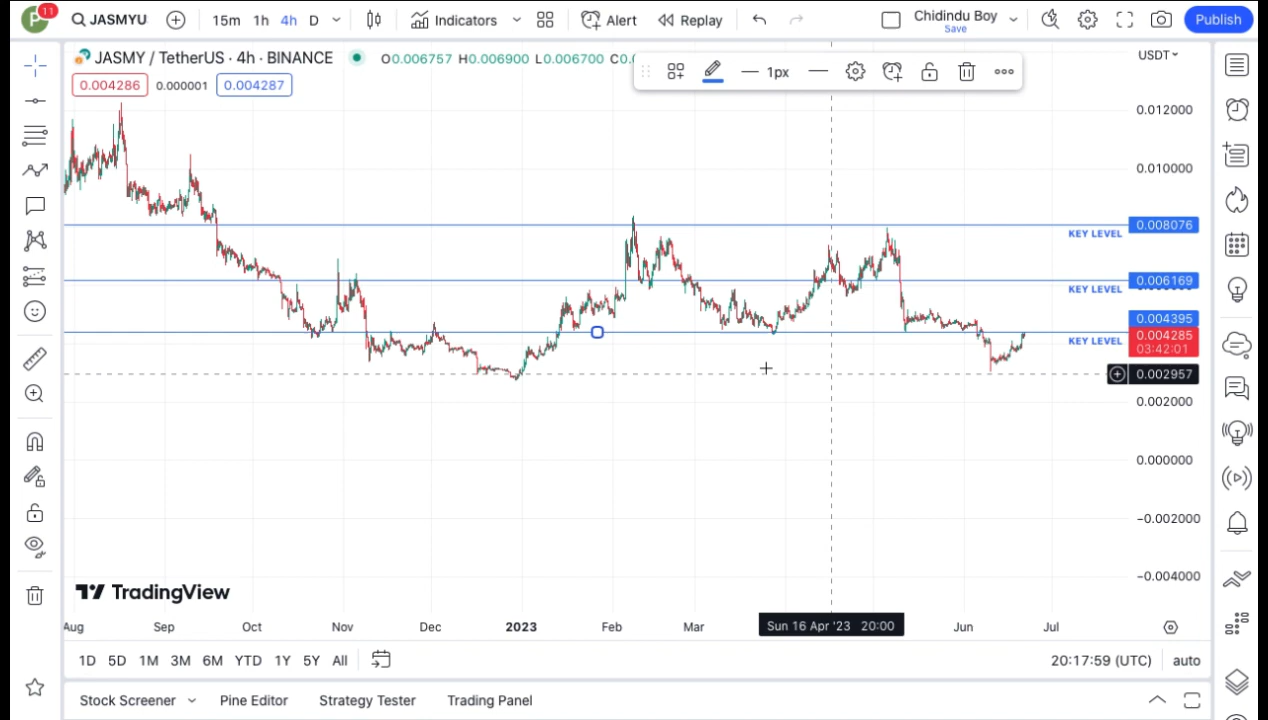 P 11 JASMYU 15m 1h 4h D Indicators Alert Replay Chidindu Boy Publish
Save
JASMY / TetherUS · 4h · BINANCE O0.006757 H0.006900 L0.006700 C0.0
1px
USDT
0.004286 0.000001 0.004287
0.012000
0.010000
0.008076
KEY LEVEL
0.006169
KEY LEVEL
0.004395
0.004285
KEY LEVEL 03:42:01
0.002957
0.002000
0.000000
−0.002000
−0.004000
TradingView
Aug Sep Oct Nov Dec 2023 Feb Mar Sun 16 Apr '23 20:00 Jun Jul
1D 5D 1M 3M 6M YTD 1Y 5Y All 20:17:59 (UTC) auto
Stock Screener Pine Editor Strategy Tester Trading Panel